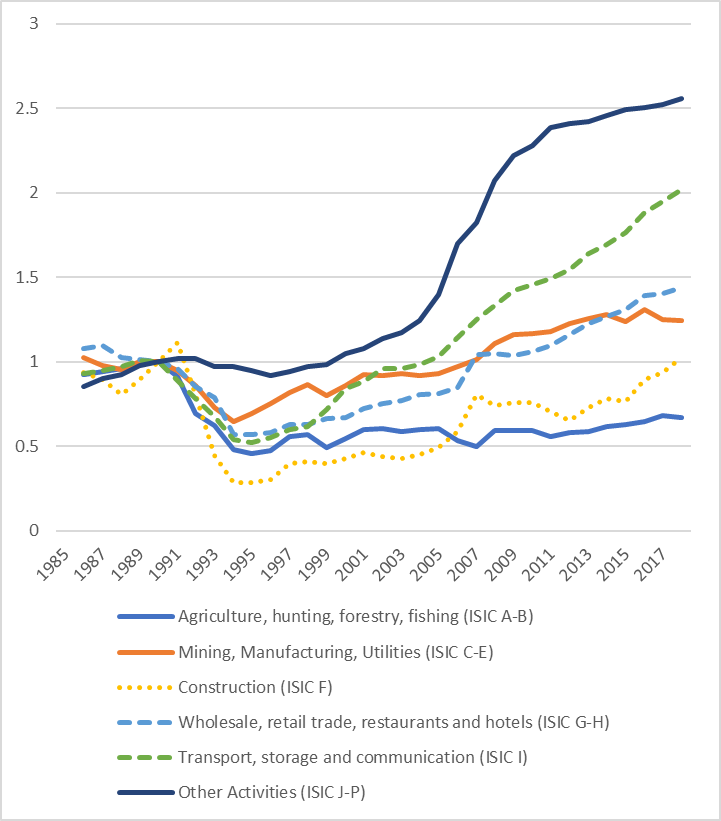 3
2.5
2
1.5
1
0.5
0
1985 1987 1989 1991 1993 1995 1997 1999 2001 2003 2005 2007 2009 2011 2013 2015 2017
Agriculture, hunting, forestry, fishing (ISIC A-B)
Mining, Manufacturing, Utilities (ISIC C-E)
Construction (ISIC F)
Wholesale, retail trade, restaurants and hotels (ISIC G-H)
Transport, storage and communication (ISIC I)
Other Activities (ISIC J-P)